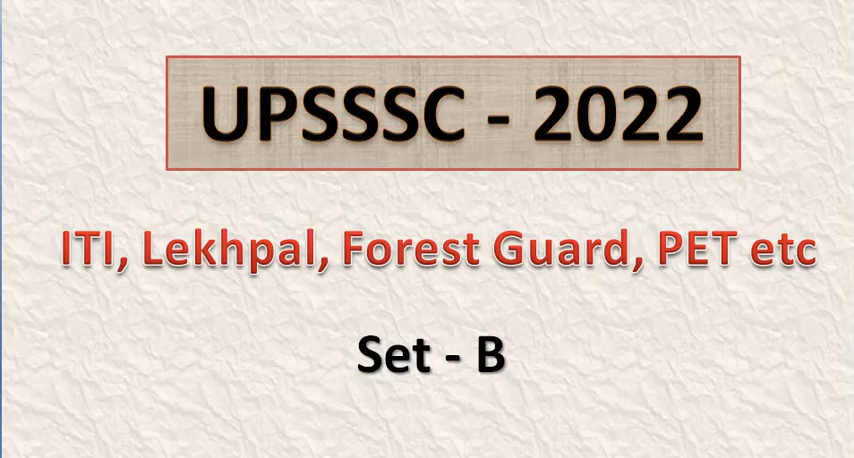 UPSSSC - 2022
ITI, Lekhpal, Forest Guard, PET etc
Set - B